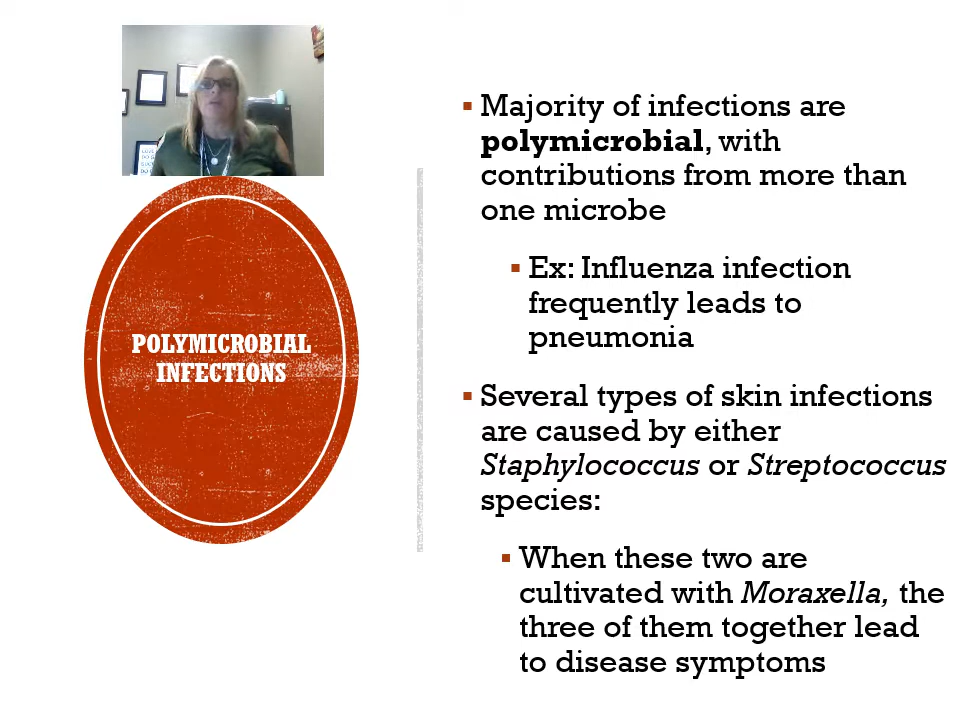 POLYMICROBIAL
INFECTIONS
▪ Majority of infections are
polymicrobial, with
contributions from more than
one microbe
▪ Ex: Influenza infection
frequently leads to
pneumonia
▪ Several types of skin infections
are caused by either
Staphylococcus or Streptococcus
species:
▪ When these two are
cultivated with Moraxella, the
three of them together lead
to disease symptoms